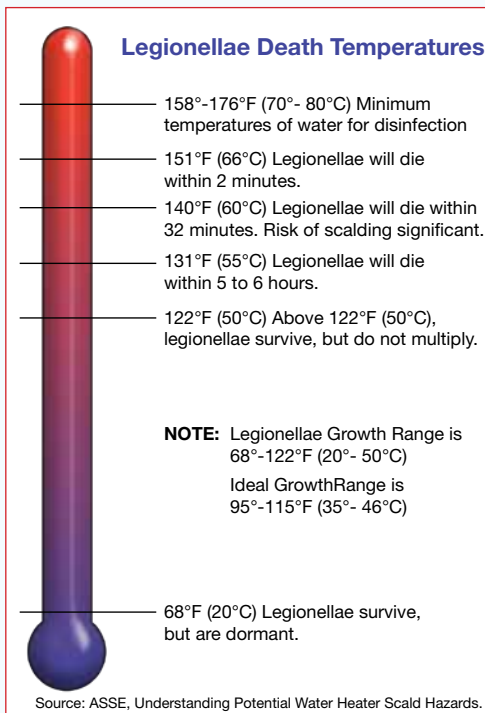 Legionellae Death Temperatures
158°-176°F (70°- 80°C) Minimum
temperatures of water for disinfection
151°F (66°C) Legionellae will die
within 2 minutes.
140°F (60°C) Legionellae will die within
32 minutes. Risk of scalding significant.
131°F (55°C) Legionellae will die
within 5 to 6 hours.
122°F (50°C) Above 122°F (50°C),
legionellae survive, but do not multiply.
NOTE: Legionellae Growth Range is
68°-122°F (20°- 50°C)
Ideal GrowthRange is
95°-115°F (35°- 46°C)
68°F (20°C) Legionellae survive,
but are dormant.
Source: ASSE, Understanding Potential Water Heater Scald Hazards.